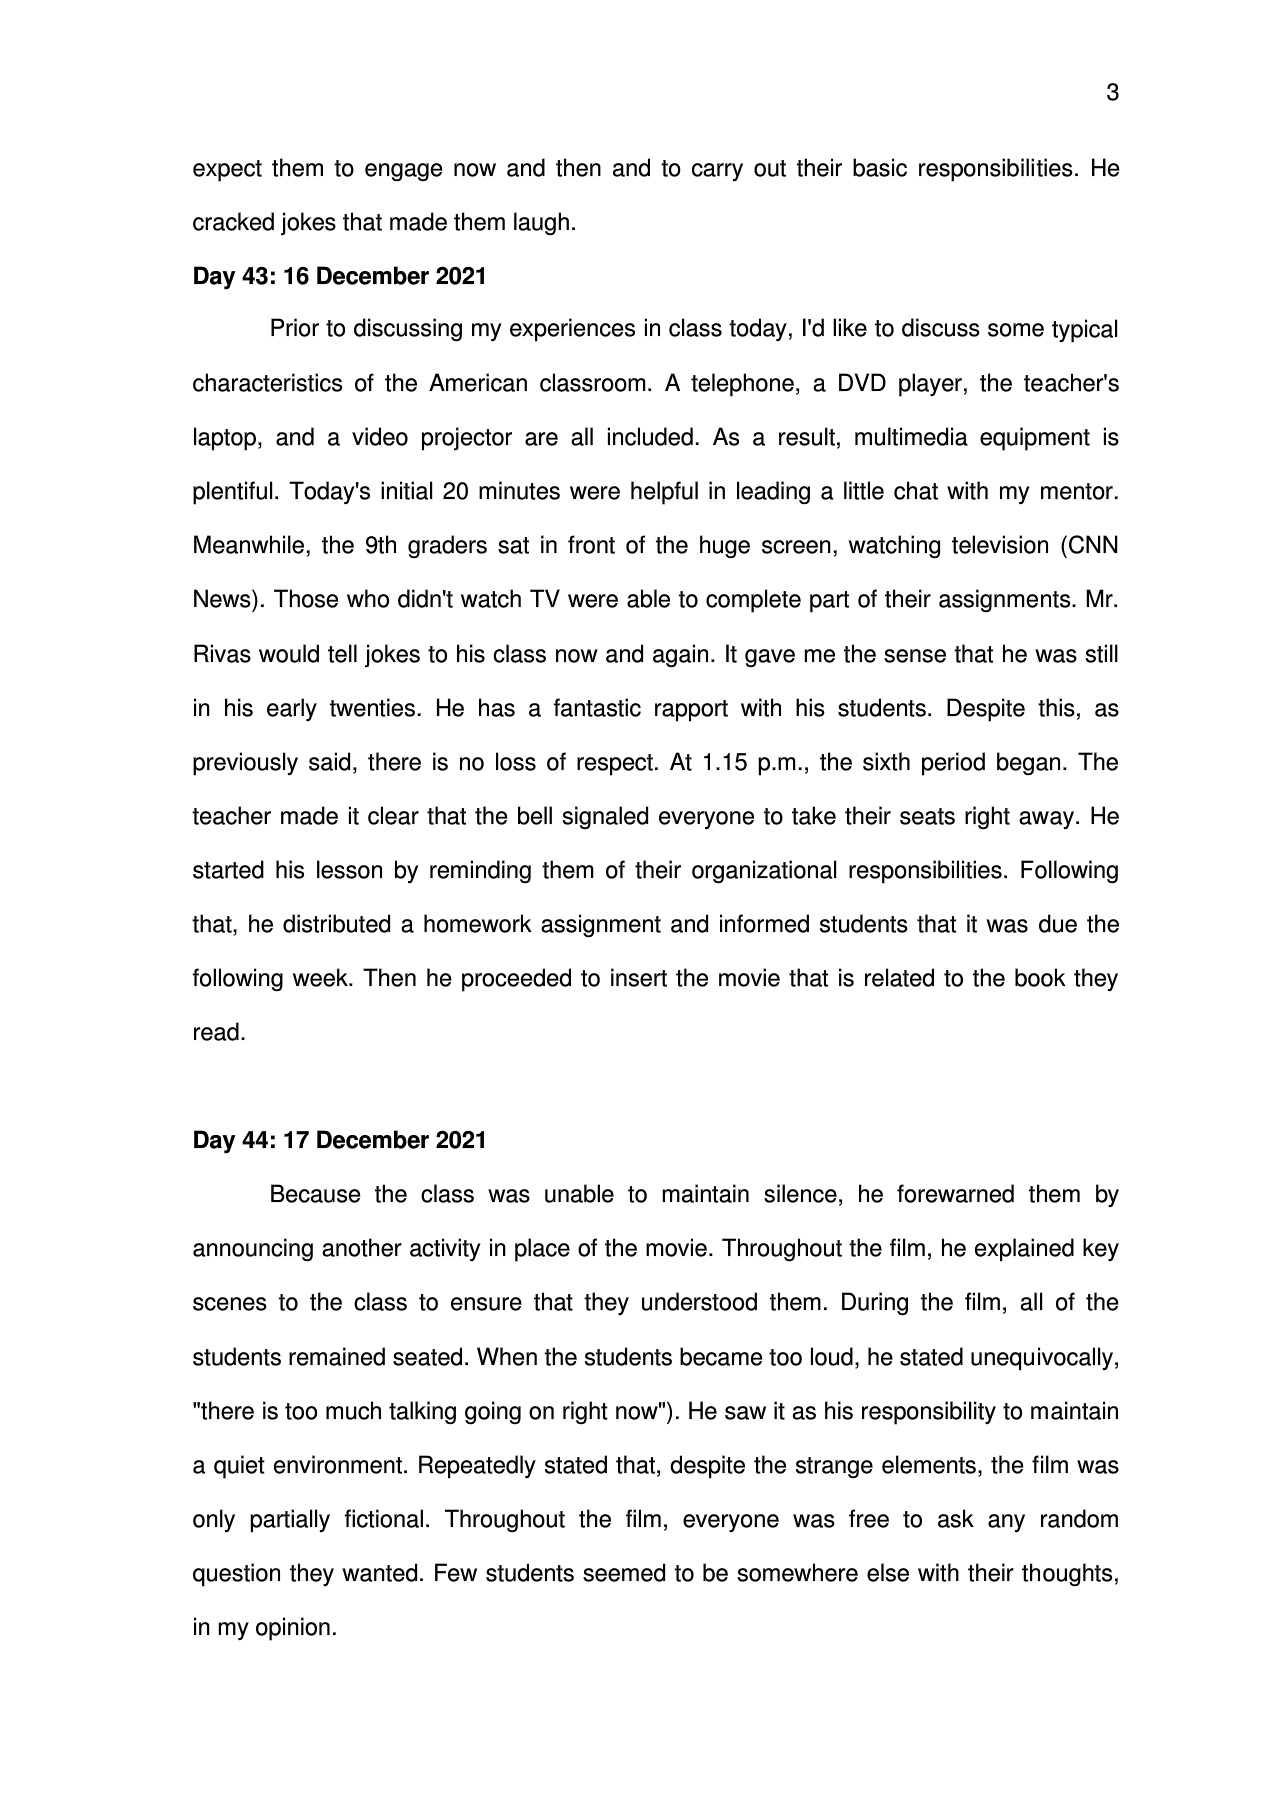 3
expect them to engage now and then and to carry out their basic responsibilities. He
cracked jokes that made them laugh.
Day 43: 16 December 2021
Prior to discussing my experiences in class today, I'd like to discuss some typical
characteristics of the American classroom. A telephone, a DVD player, the teacher's
laptop, and a video projector are all included. As a result, multimedia equipment is
plentiful. Today's initial 20 minutes were helpful in leading a little chat with my mentor.
Meanwhile, the 9th graders sat in front of the huge screen, watching television (CNN
News). Those who didn't watch TV were able to complete part of their assignments. Mr.
Rivas would tell jokes to his class now and again. It gave me the sense that he was still
in his early twenties. He has a fantastic rapport with his students. Despite this, as
previously said, there is no loss of respect. At 1.15 p.m., the sixth period began. The
teacher made it clear that the bell signaled everyone to take their seats right away. He
started his lesson by reminding them of their organizational responsibilities. Following
that, he distributed a homework assignment and informed students that it was due the
following week. Then he proceeded to insert the movie that is related to the book they
read.
Day 44: 17 December 2021
Because the class was unable to maintain silence, he forewarned them by
announcing another activity in place of the movie. Throughout the film, he explained key
scenes to the class to ensure that they understood them. During the film, all of the
students remained seated. When the students became too loud, he stated unequivocally,
"there is too much talking going on right now"). He saw it as his responsibility to maintain
a quiet environment. Repeatedly stated that, despite the strange elements, the film was
only partially fictional. Throughout the film, everyone was free to ask any random
question they wanted. Few students seemed to be somewhere else with their thoughts,
in my opinion.